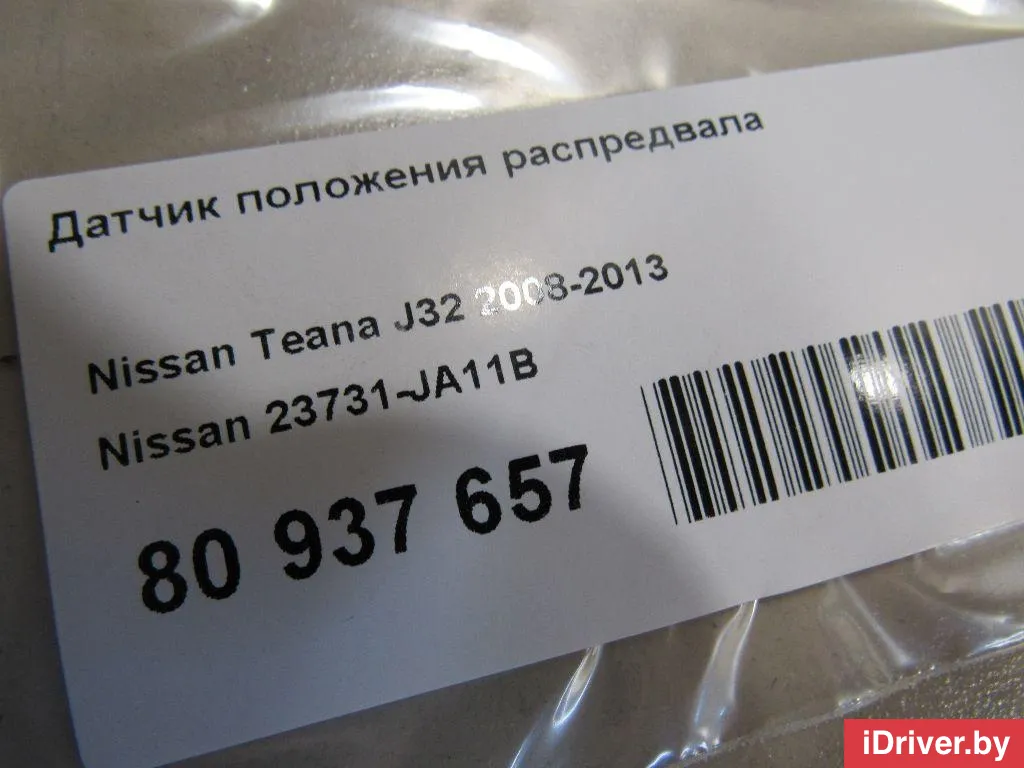 Датчик положения распредвала
Nissan Teana J32 2008-2013
Nissan 23731-JA11B
80 937 657
iDriver.by